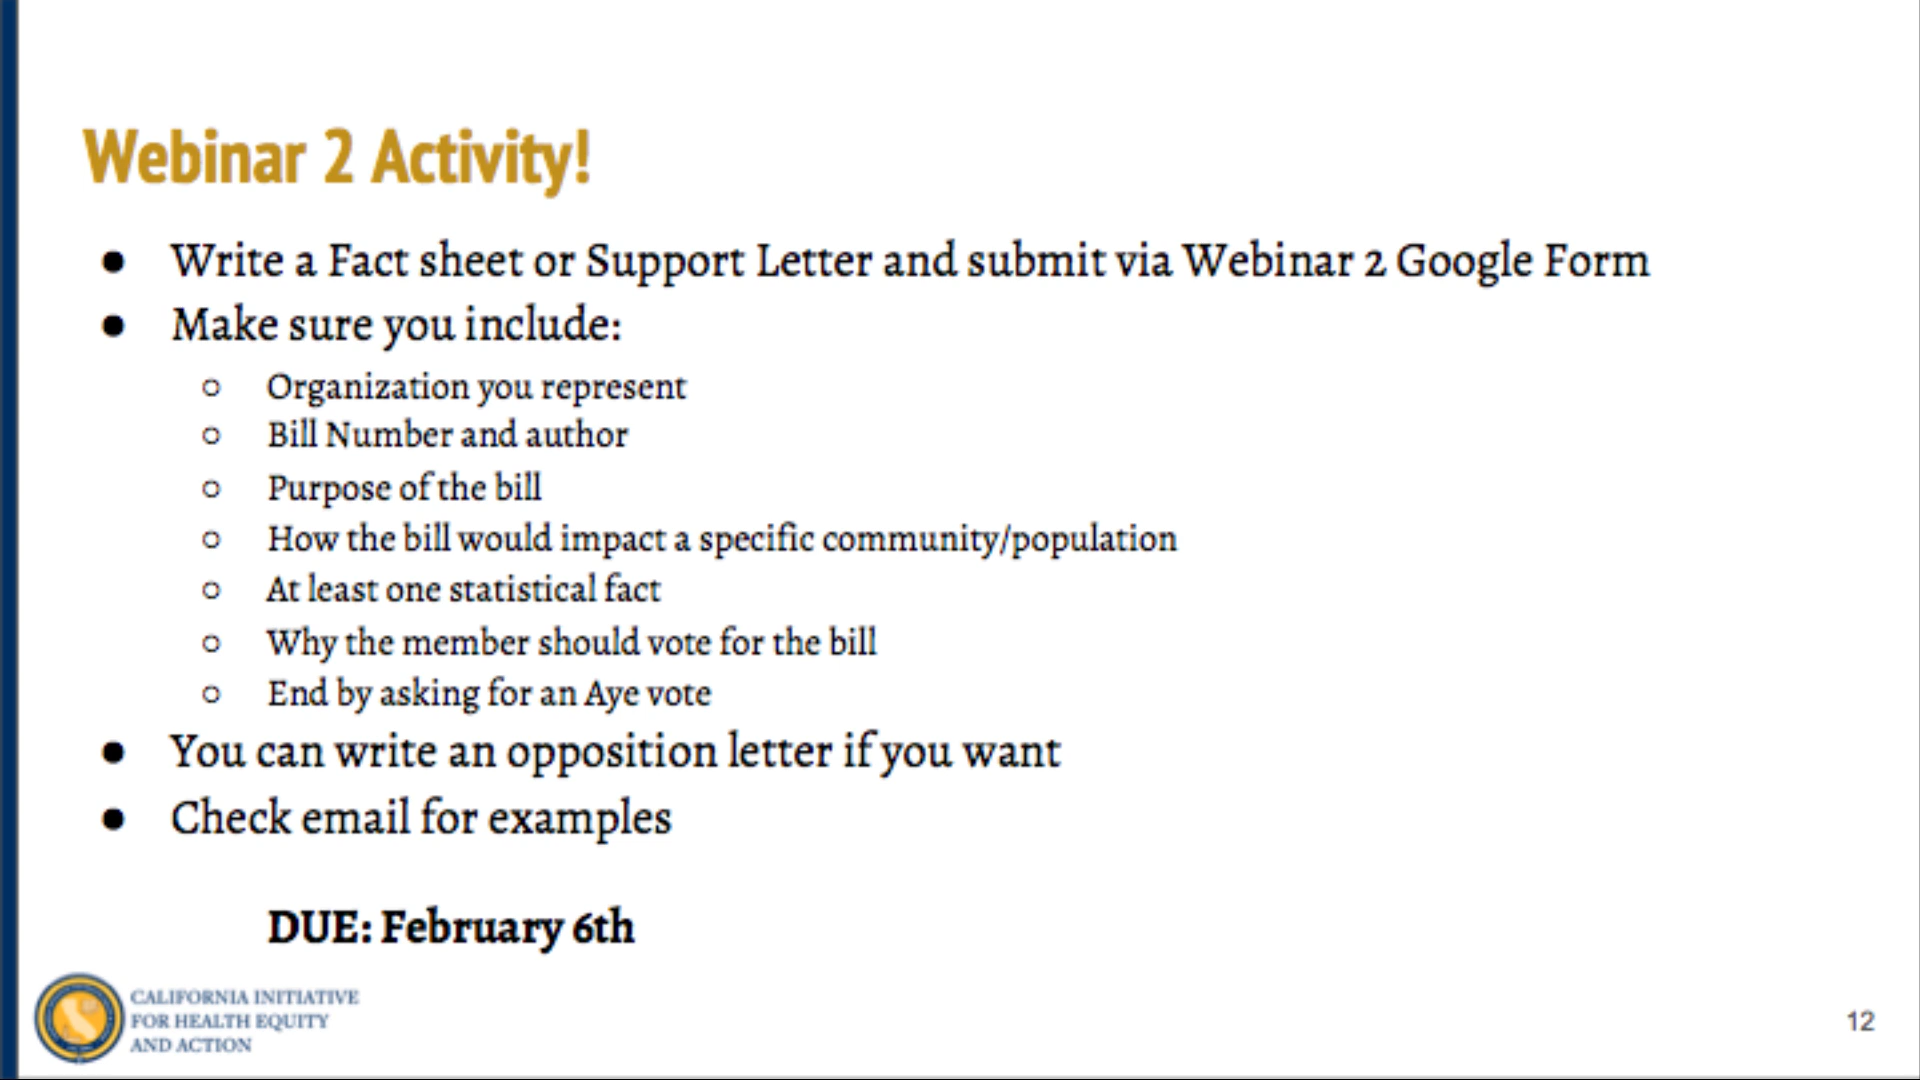 Webinar 2 Activity!
● Write a Fact sheet or Support Letter and submit via Webinar 2 Google Form
● Make sure you include:
○ Organization you represent
○ Bill Number and author
○ Purpose of the bill
○ How the bill would impact a specific community/population
○ At least one statistical fact
○ Why the member should vote for the bill
○ End by asking for an Aye vote
● You can write an opposition letter if you want
● Check email for examples
DUE: February 6th
CALIFORNIA INITIATIVE
FOR HEALTH EQUITY
AND ACTION
12